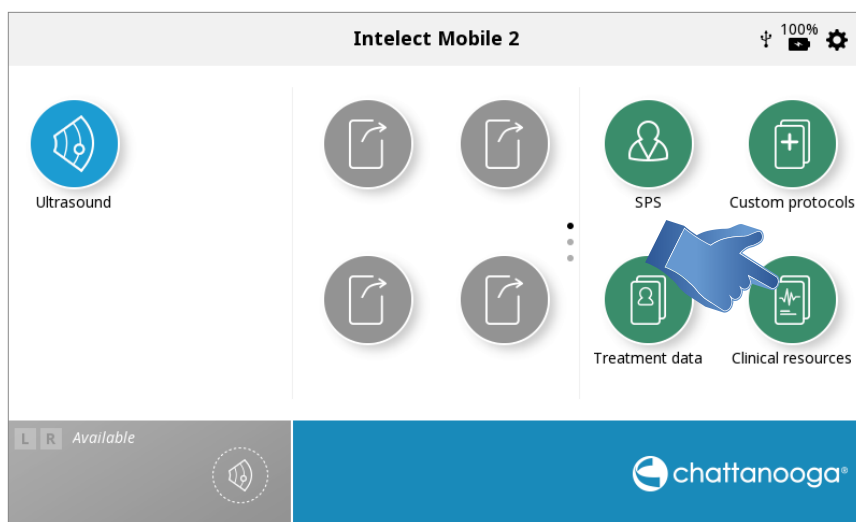 Intelect Mobile 2
100%
Ultrasound
SPS
Custom protocols
Treatment data
Clinical resources
L R Available
chattanooga®